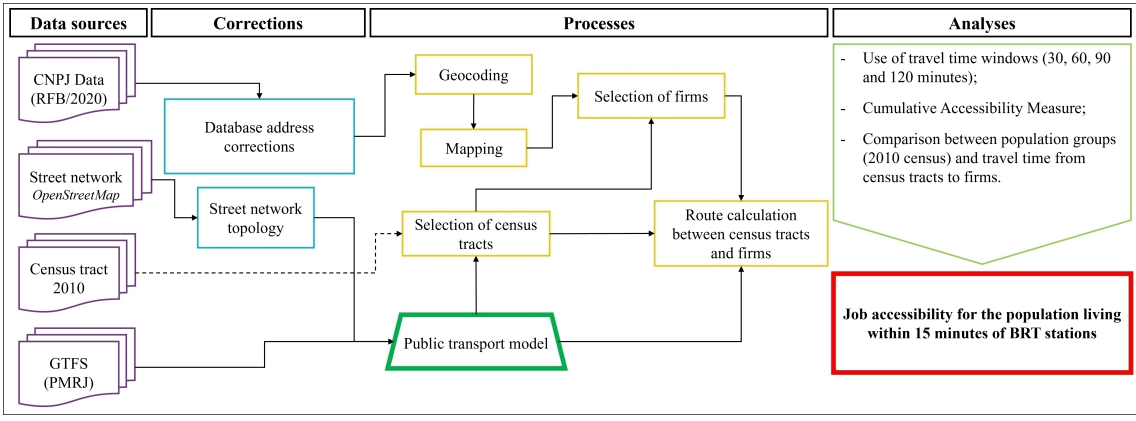 Data sources
Corrections
Processes
Analyses
CNPJ Data
(RFB/2020)
Street network
OpenStreetMap
Census tract
2010
GTFS
(PMRJ)
Database address
corrections
Street network
topology
Geocoding
Mapping
Selection of firms
Selection of census
tracts
Route calculation
between census tracts
and firms
Public transport model
- Use of travel time windows (30, 60, 90
and 120 minutes);
- Cumulative Accessibility Measure;
- Comparison between population groups
(2010 census) and travel time from
census tracts to firms.
Job accessibility for the population living
within 15 minutes of BRT stations